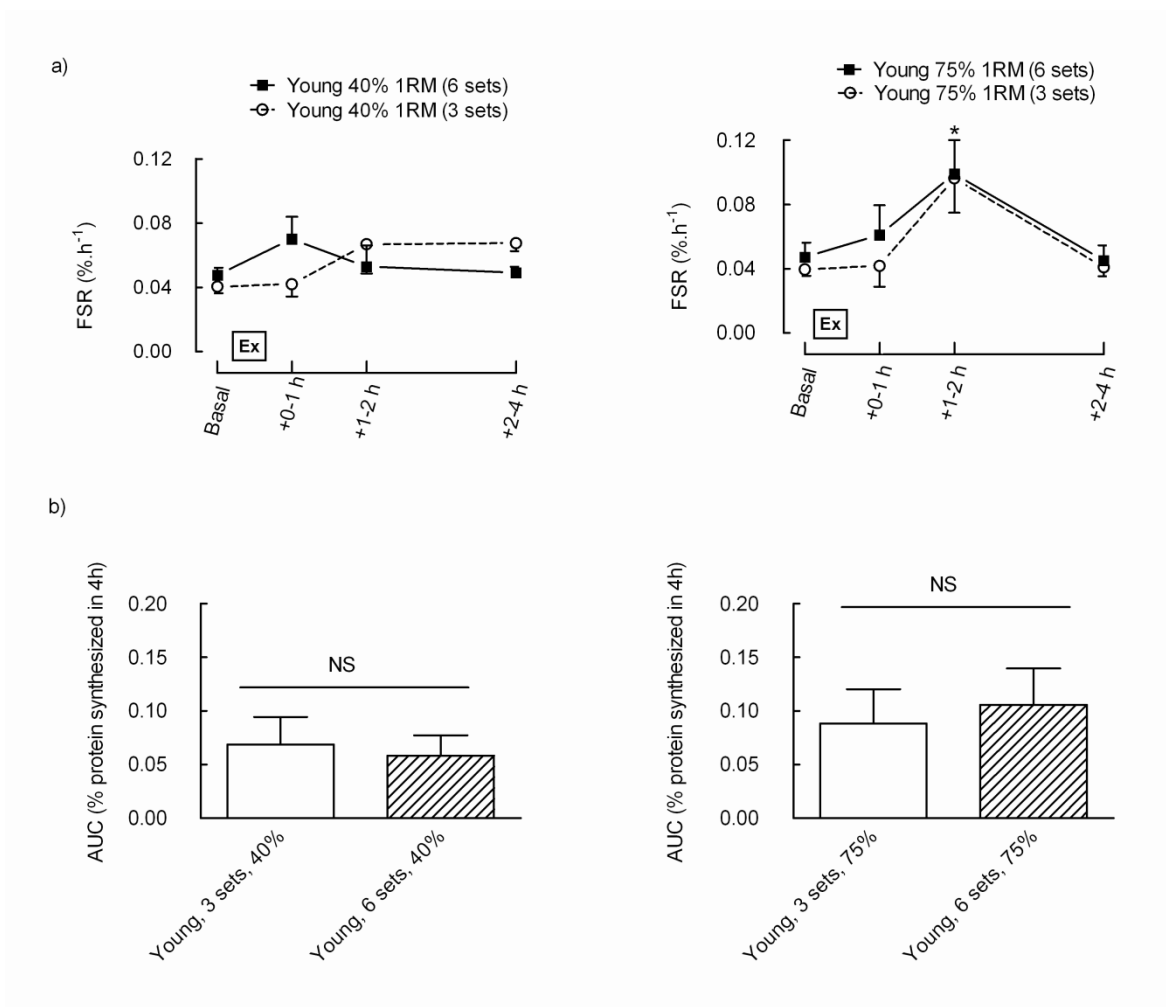 a)
Young 40% 1RM (6 sets)
Young 40% 1RM (3 sets)
FSR (%.h⁻¹)
0.12
0.08
0.04
0.00
Ex
Basal
+0-1 h
+1-2 h
+2-4 h
Young 75% 1RM (6 sets)
Young 75% 1RM (3 sets)
FSR (%.h⁻¹)
0.12
0.08
0.04
0.00
*
Ex
Basal
+0-1 h
+1-2 h
+2-4 h
b)
AUC (% protein synthesized in 4h)
0.20
0.15
0.10
0.05
0.00
NS
Young, 3 sets, 40%
Young, 6 sets, 40%
AUC (% protein synthesized in 4h)
0.20
0.15
0.10
0.05
0.00
NS
Young, 3 sets, 75%
Young, 6 sets, 75%